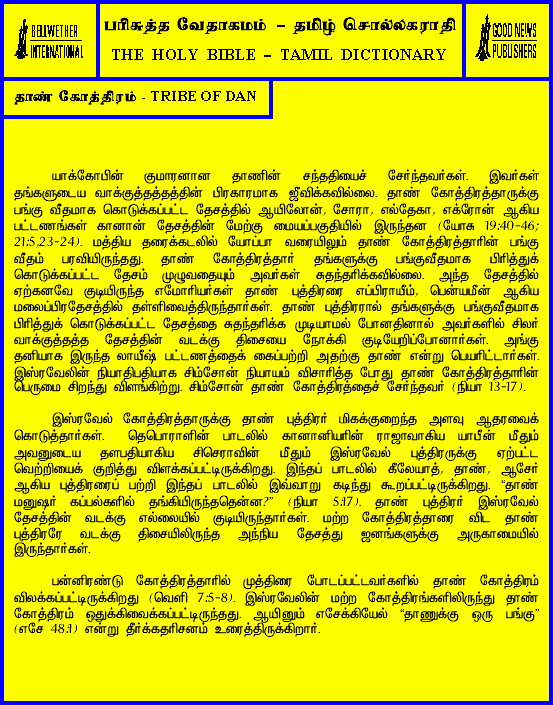 BELLWETHER
INTERNATIONAL
பரிசுத்த வேதாகமம் – தமிழ் சொல்லகராதி
THE HOLY BIBLE – TAMIL DICTIONARY
GOOD NEWS
PUBLISHERS
தாண் கோத்திரம் - TRIBE OF DAN
யாக்கோபின் குமாரனான தாணின் சந்ததியைச் சேர்ந்தவர்கள். இவர்கள்
தங்களுடைய வாக்குத்தத்தத்தின் பிரகாரமாக ஜீவிக்கவில்லை. தாண் கோத்திரத்தாருக்கு
பங்கு வீதமாக கொடுக்கப்பட்ட தேசத்தில் ஆயிலோன், சோரா, எல்தேகா, எக்ரோன் ஆகிய
பட்டணங்கள் கானான் தேசத்தின் மேற்கு மையப்பகுதியில் இருந்தன (யோசு 19:40-46;
21:5,23-24). மத்திய தரைக்கடலில் யோப்பா வரையிலும் தாண் கோத்திரத்தாரின் பங்கு
வீதம் பரவியிருந்தது. தாண் கோத்திரத்தார் தங்களுக்கு பங்குவீதமாக பிரித்துக்
கொடுக்கப்பட்ட தேசம் முழுவதையும் அவர்கள் சுதந்தரிக்கவில்லை. அந்த தேசத்தில்
ஏற்கனவே குடியிருந்த எமோரியர்கள் தாண் புத்திரரை எப்பிராயீம், பென்யமீன் ஆகிய
மலைப்பிரதேசத்தில் தள்ளிவைத்திருந்தார்கள். தாண் புத்திரரால் தங்களுக்கு பங்குவீதமாக
பிரித்துக் கொடுக்கப்பட்ட தேசத்தை சுதந்தரிக்க முடியாமல் போனதினால் அவர்களில் சிலர்
வாக்குத்தத்த தேசத்தின் வடக்கு திசையை நோக்கி குடியேறிப்போனார்கள். அங்கு
தனியாக இருந்த லாயீஷ் பட்டணத்தைக் கைப்பற்றி அதற்கு தாண் என்று பெயரிட்டார்கள்.
இஸ்ரவேலின் நியாதிபதியாக சிம்சோன் நியாயம் விசாரித்த போது தாண் கோத்திரத்தாரின்
பெருமை சிறந்து விளங்கிற்று. சிம்சோன் தாண் கோத்திரத்தைச் சேர்ந்தவர் (நியா 13-17).
இஸ்ரவேல் கோத்திரத்தாருக்கு தாண் புத்திரர் மிகக்குறைந்த அளவு ஆதரவைக்
கொடுத்தார்கள். தெபொராளின் பாடலில் கானானியரின் ராஜாவாகிய யாபீன் மீதும்
அவனுடைய தளபதியாகிய சிசெராவின் மீதும் இஸ்ரவேல் புத்திரருக்கு ஏற்பட்ட
வெற்றியைக் குறித்து விளக்கப்பட்டிருக்கிறது. இந்தப் பாடலில் கீலேயாத், தாண், ஆசேர்
ஆகிய புத்திரரைப் பற்றி இந்தப் பாடலில் இவ்வாறு கடிந்து கூறப்பட்டிருக்கிறது. "தாண்
மனுஷர் கப்பல்களில் தங்கியிருந்ததென்ன?" (நியா 5:17). தாண் புத்திரர் இஸ்ரவேல்
தேசத்தின் வடக்கு எல்லையில் குடியிருந்தார்கள். மற்ற கோத்திரத்தாரை விட தாண்
புத்திரரே வடக்கு திசையிலிருந்த அந்நிய தேசத்து ஜனங்களுக்கு அருகாமையில்
இருந்தார்கள்.
பன்னிரண்டு கோத்திரத்தாரில் முத்திரை போடப்பட்டவர்களில் தாண் கோத்திரம்
விலக்கப்பட்டிருக்கிறது (வெளி 7:5-8). இஸ்ரவேலின் மற்ற கோத்திரங்களிலிருந்து தாண்
கோத்திரம் ஒதுக்கிவைக்கப்பட்டிருந்தது. ஆயினும் எசேக்கியேல் "தாணுக்கு ஒரு பங்கு"
(எசே 48:1) என்று தீர்க்கதரிசனம் உரைத்திருக்கிறார்.